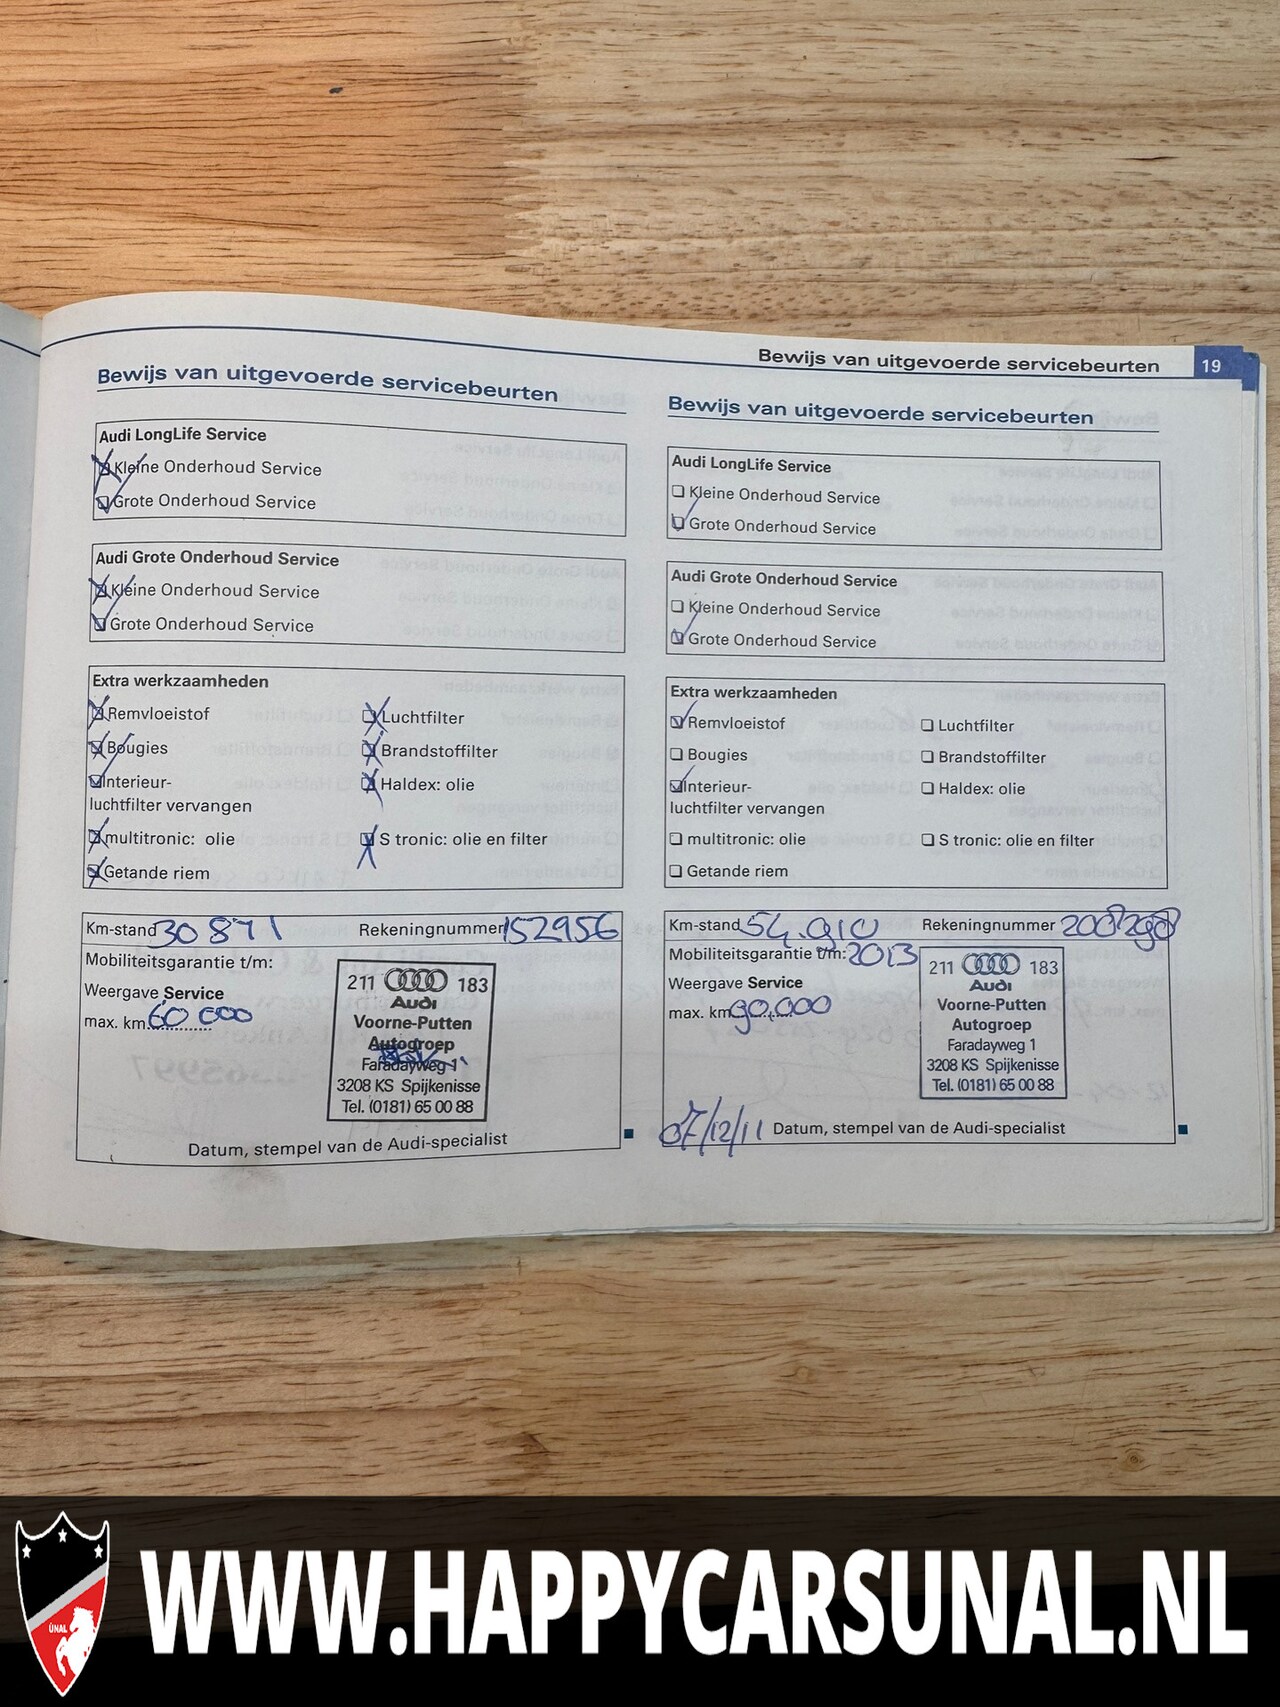 Bewijs van uitgevoerde servicebeurten 19
Bewijs van uitgevoerde servicebeurten
Audi LongLife Service
Kleine Onderhoud Service
Grote Onderhoud Service
Audi Grote Onderhoud Service
Kleine Onderhoud Service
Grote Onderhoud Service
Extra werkzaamheden
Remvloeistof Luchtfilter
Bougies Brandstoffilter
Interieur- Haldex: olie
luchtfilter vervangen
multitronic: olie S tronic: olie en filter
Getande riem
Km-stand 30871 Rekeningnummer 152956
Mobiliteitsgarantie t/m:
Weergave Service
max. km 60 000
211 183
Audi
Voorne-Putten
Autogroep
Faradayweg 1
3208 KS Spijkenisse
Tel. (0181) 65 00 88
Datum, stempel van de Audi-specialist
Bewijs van uitgevoerde servicebeurten
Audi LongLife Service
Kleine Onderhoud Service
Grote Onderhoud Service
Audi Grote Onderhoud Service
Kleine Onderhoud Service
Grote Onderhoud Service
Extra werkzaamheden
Remvloeistof Luchtfilter
Bougies Brandstoffilter
Interieur- Haldex: olie
luchtfilter vervangen
multitronic: olie S tronic: olie en filter
Getande riem
Km-stand 54.910 Rekeningnummer
Mobiliteitsgarantie t/m: 2013
Weergave Service
max. km 90.000
211 183
Audi
Voorne-Putten
Autogroep
Faradayweg 1
3208 KS Spijkenisse
Tel. (0181) 65 00 88
07/12/11 Datum, stempel van de Audi-specialist
ÜNAL
WWW.HAPPYCARSUNAL.NL